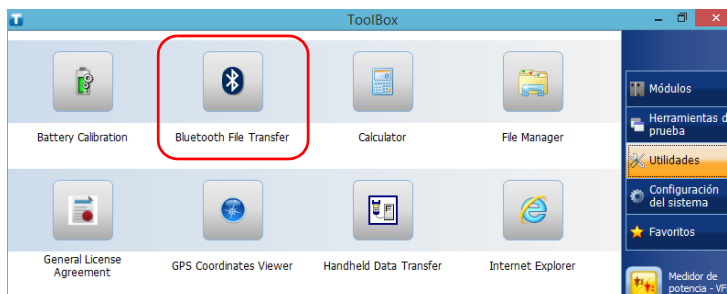 ToolBox
Battery Calibration
Bluetooth File Transfer
Calculator
File Manager
General License
Agreement
GPS Coordinates Viewer
Handheld Data Transfer
Internet Explorer
Módulos
Herramientas d
prueba
Utilidades
Configuración
del sistema
Favoritos
Medidor de
potencia - VF